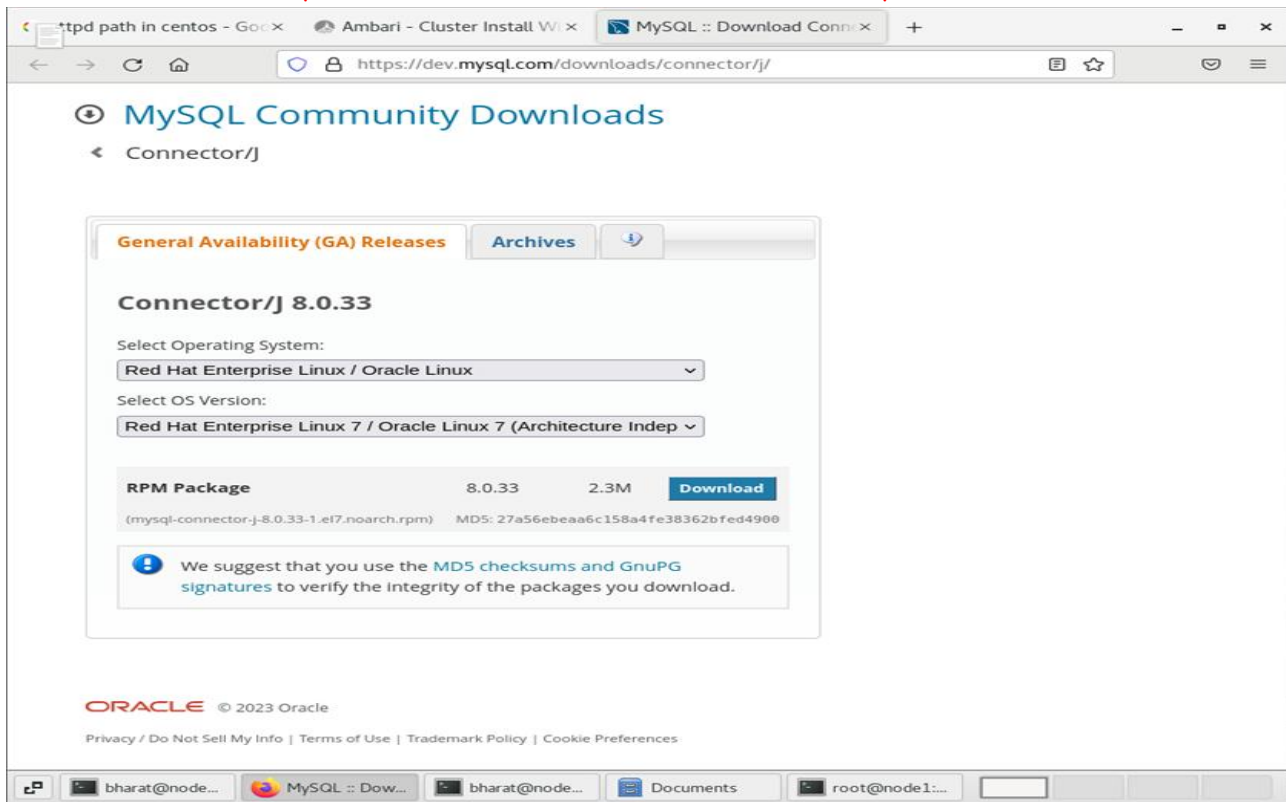 ttpd path in centos - Goo
Ambari - Cluster Install Wi
MySQL :: Download Conne
https://dev.mysql.com/downloads/connector/j/
MySQL Community Downloads
Connector/J
General Availability (GA) Releases
Archives
Connector/J 8.0.33
Select Operating System:
Red Hat Enterprise Linux / Oracle Linux
Select OS Version:
Red Hat Enterprise Linux 7 / Oracle Linux 7 (Architecture Indep
RPM Package 8.0.33 2.3M Download
(mysql-connector-j-8.0.33-1.el7.noarch.rpm) MD5: 27a56ebeaa6c158a4fe38362bfed4900
We suggest that you use the MD5 checksums and GnuPG
signatures to verify the integrity of the packages you download.
ORACLE © 2023 Oracle
Privacy / Do Not Sell My Info | Terms of Use | Trademark Policy | Cookie Preferences
bharat@node...
MySQL :: Dow...
bharat@node...
Documents
root@node1:...